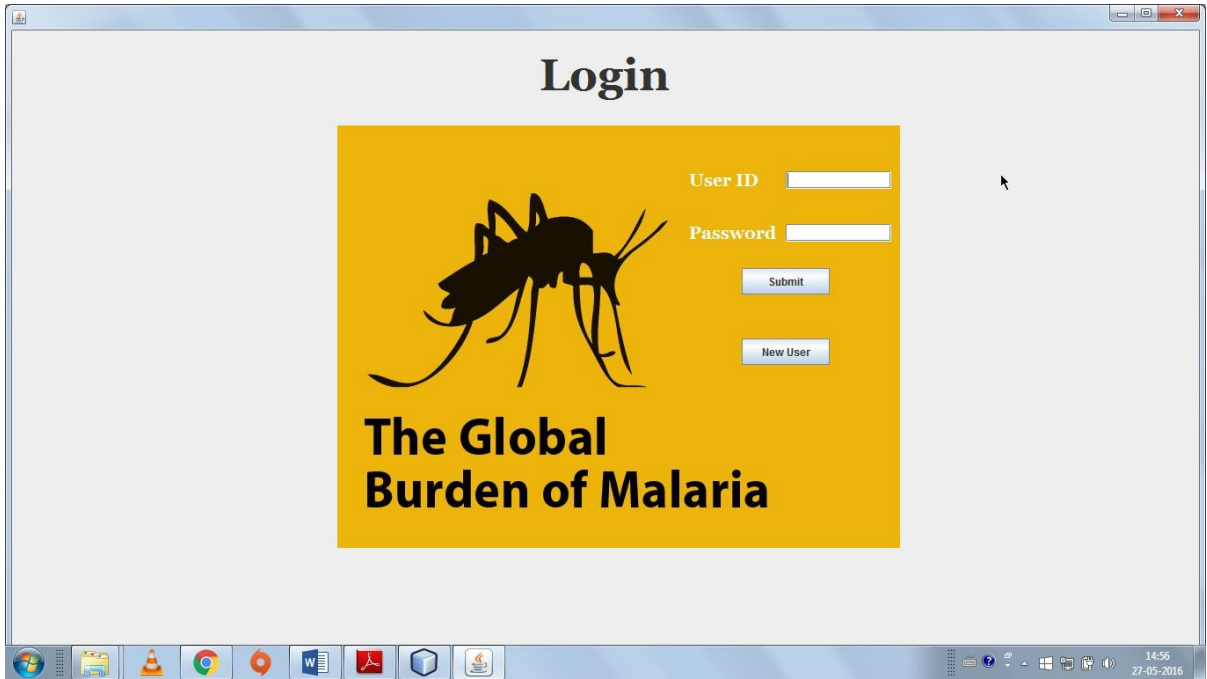 Login
User ID
Password
Submit
New User
The Global
Burden of Malaria
W
14:56
27-05-2016